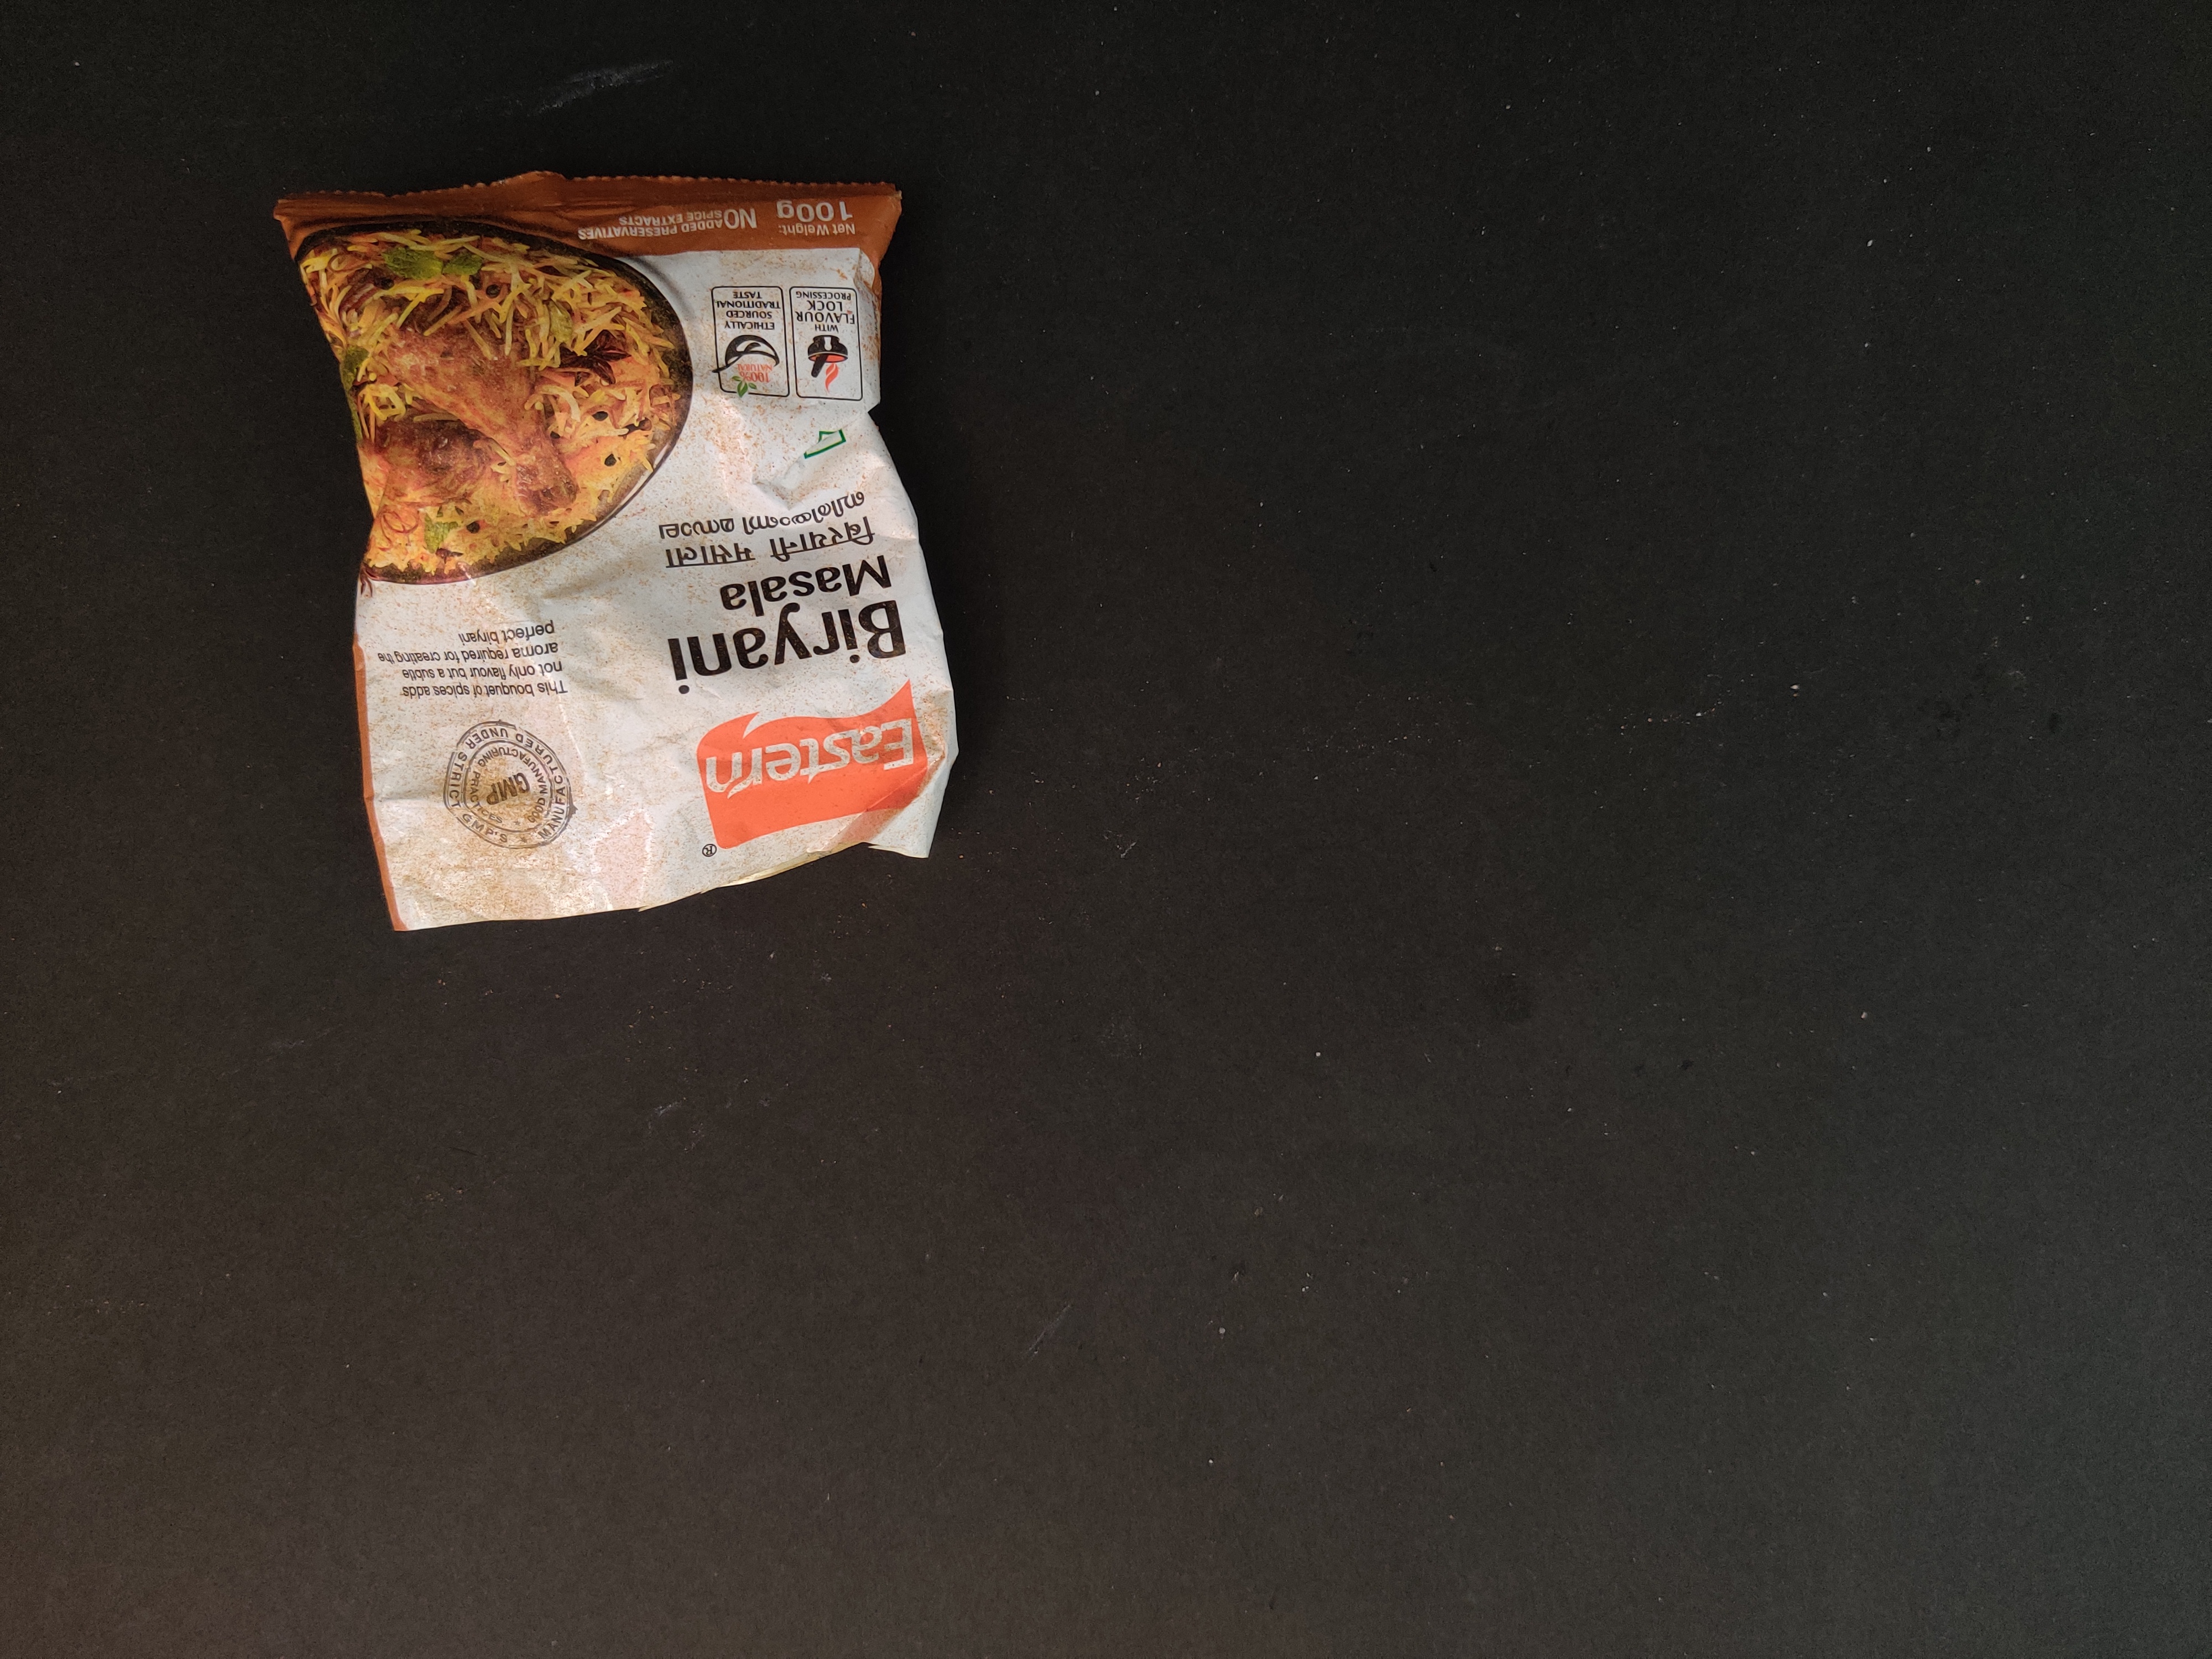 Eastern®
Biryani
Masala
बिरयानी मसाला
ബിരിയാണി മസാല
MANUFACTURED UNDER STRICT GMP'S
GOOD MANUFACTURING PRACTICES
GMP
This bouquet of spices adds
not only flavour but a subtle
aroma required for creating the
perfect biryani
WITH
FLAVOUR
LOCK
PROCESSING
100%
NATURAL
ETHICALLY
SOURCED
TRADITIONAL
TASTE
Net Weight:
100g
NO ADDED PRESERVATIVES
SPICE EXTRACTS